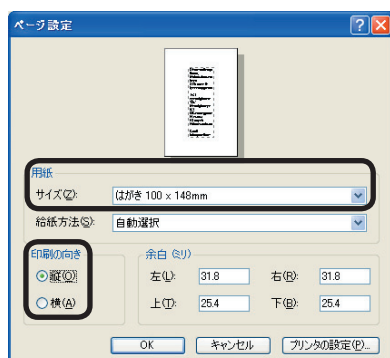 ページ設定
用紙
サイズ(Z): はがき 100 x 148mm
給紙方法(S): 自動選択
印刷の向き
縦(O)
横(A)
余白 (ミリ)
左(L): 31.8 右(R): 31.8
上(T): 25.4 下(B): 25.4
OK キャンセル プリンタの設定(P)...